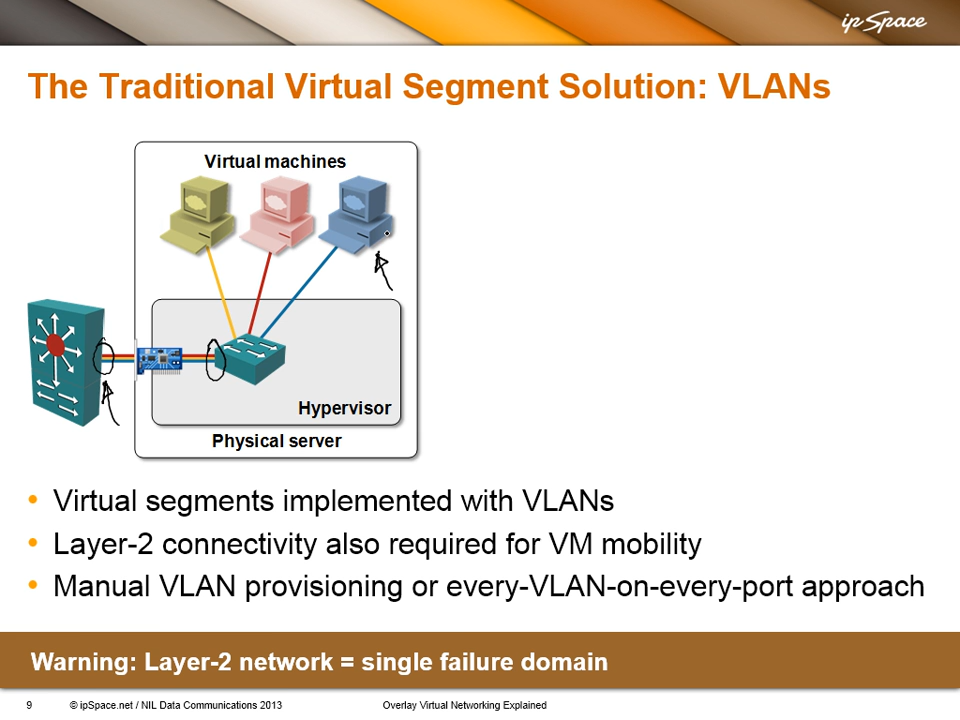 ip Space
The Traditional Virtual Segment Solution: VLANs
Virtual machines
Hypervisor
Physical server
• Virtual segments implemented with VLANs
• Layer-2 connectivity also required for VM mobility
• Manual VLAN provisioning or every-VLAN-on-every-port approach
Warning: Layer-2 network = single failure domain
9 © ipSpace.net / NIL Data Communications 2013 Overlay Virtual Networking Explained